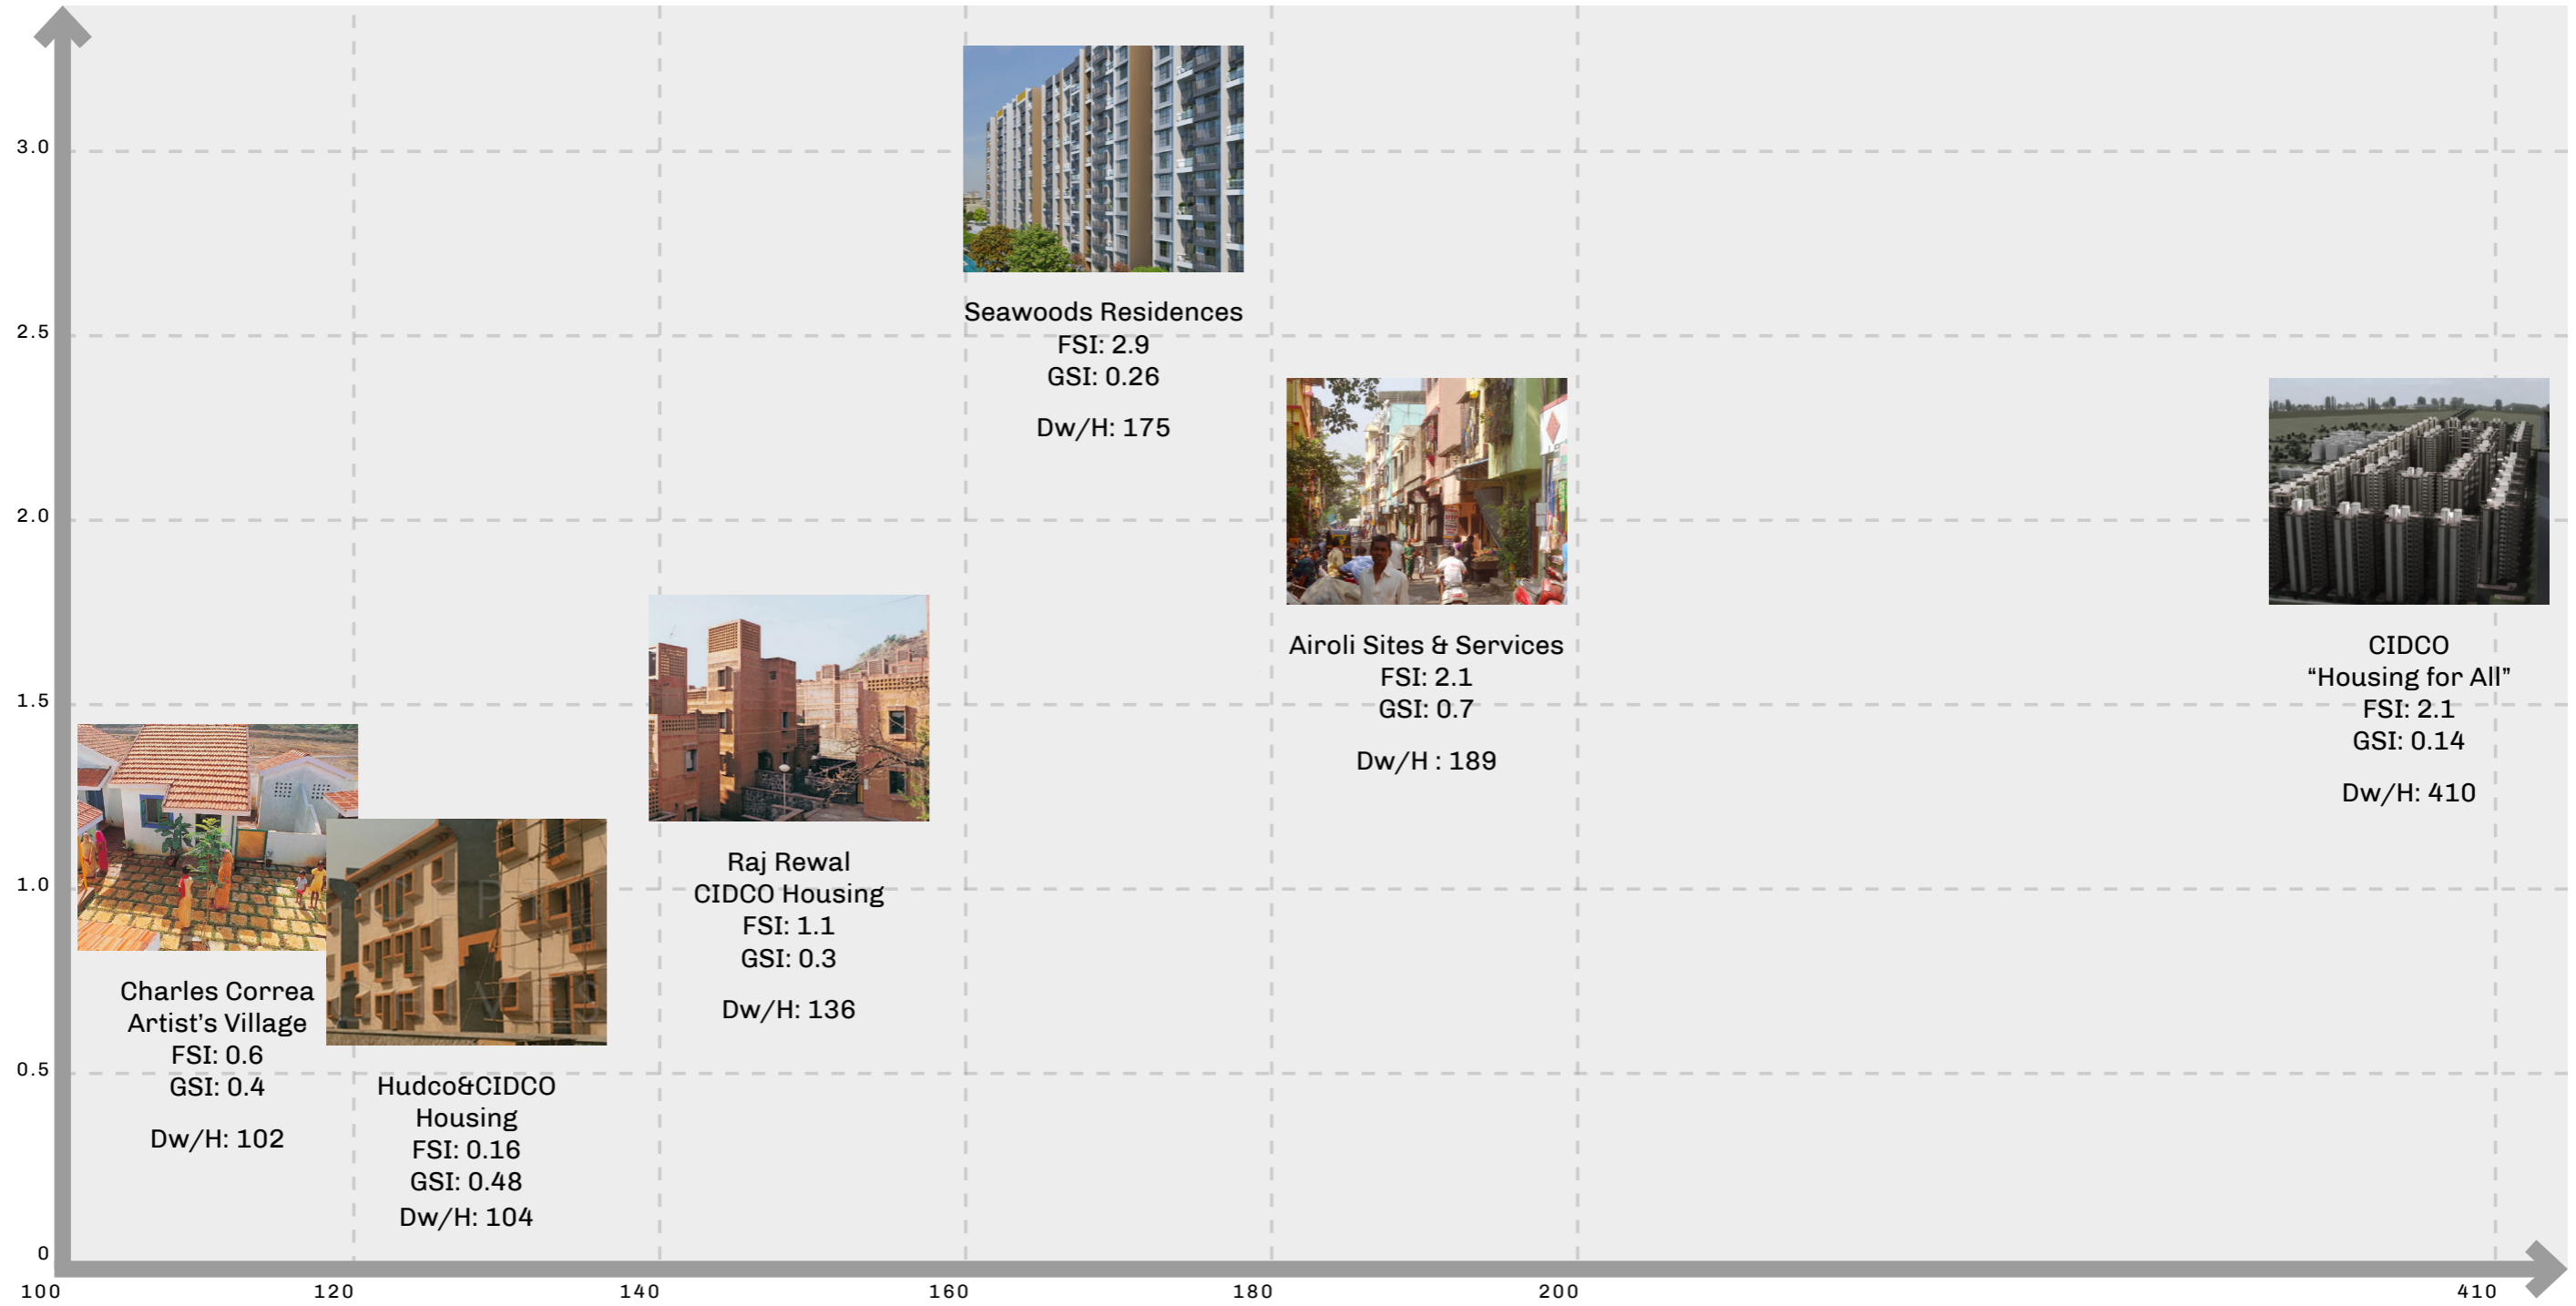 3.0
2.5
2.0
1.5
1.0
0.5
0
100
120
140
160
180
200
410
Charles Correa
Artist's Village
FSI: 0.6
GSI: 0.4
Dw/H: 102
Hudco&CIDCO
Housing
FSI: 0.16
GSI: 0.48
Dw/H: 104
Raj Rewal
CIDCO Housing
FSI: 1.1
GSI: 0.3
Dw/H: 136
Seawoods Residences
FSI: 2.9
GSI: 0.26
Dw/H: 175
Airoli Sites & Services
FSI: 2.1
GSI: 0.7
Dw/H : 189
CIDCO
“Housing for All”
FSI: 2.1
GSI: 0.14
Dw/H: 410